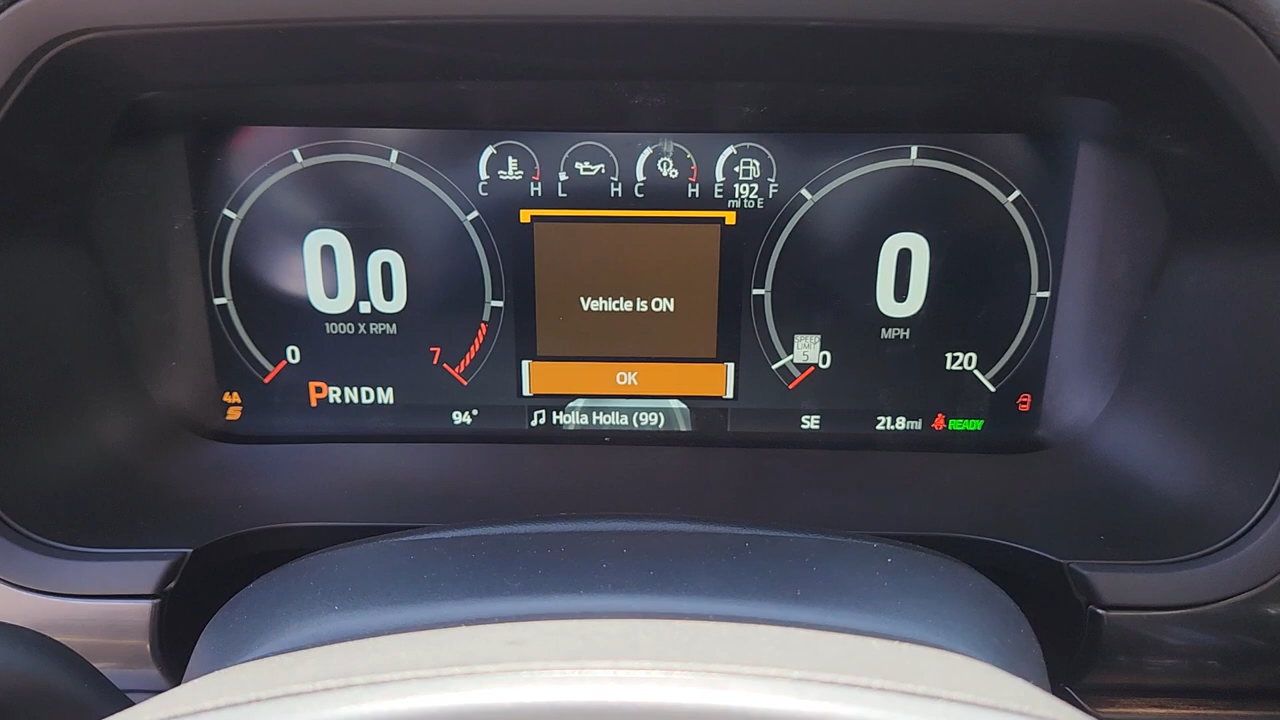 C H
L H
C H
E 192 F
mi to E
0.0
1000 X RPM
0
7
PRNDM
4A
94°
Vehicle is ON
OK
Holla Holla (99)
0
MPH
SPEED
LIMIT
5
0
120
SE
21.8mi
READY